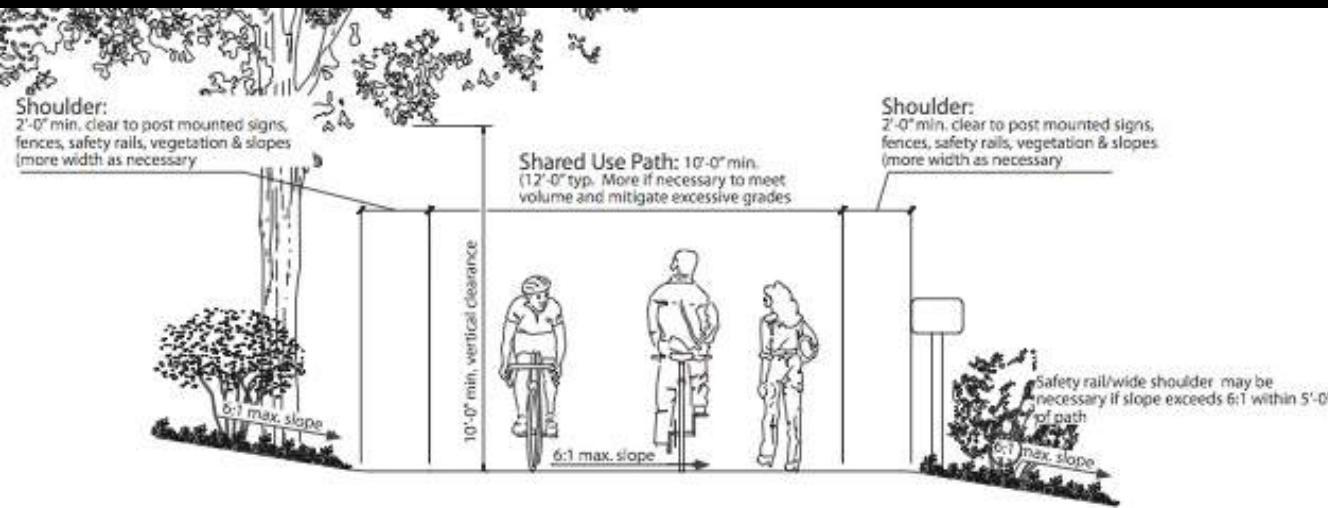 Shoulder:
2'-0" min. clear to post mounted signs,
fences, safety rails, vegetation & slopes
(more width as necessary
Shared Use Path: 10'-0" min.
(12'-0" typ. More if necessary to meet
volume and mitigate excessive grades
Shoulder:
2'-0" min. clear to post mounted signs,
fences, safety rails, vegetation & slopes
(more width as necessary
10'-0" min, vertical clearance
6:1 max. slope
6:1 max. slope
Safety rail/wide shoulder may be
necessary if slope exceeds 6:1 within 5'-0"
of path
6:1 max. slope